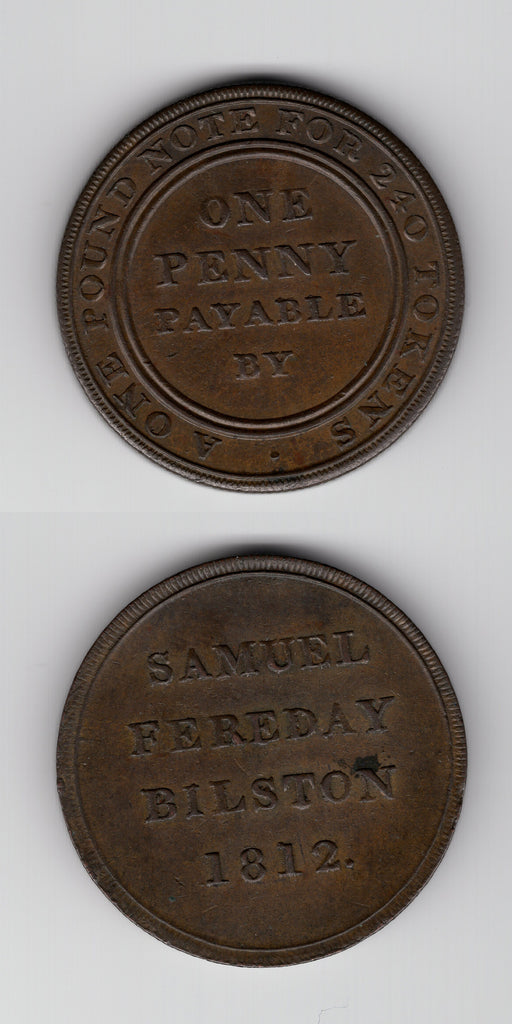 A ONE POUND NOTE FOR 240 TOKENS
ONE
PENNY
PAYABLE
BY
SAMUEL
FEREDAY
BILSTON
1812.